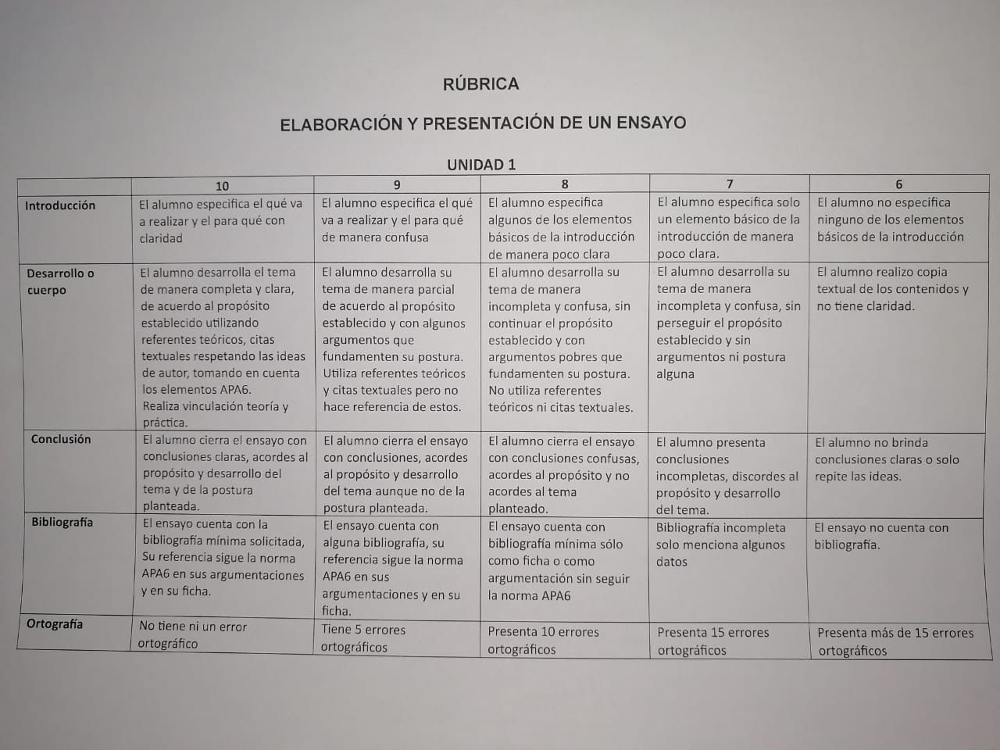 RÚBRICA
ELABORACIÓN Y PRESENTACIÓN DE UN ENSAYO
UNIDAD 1
10
9
8
7
6
Introducción
El alumno especifica el qué va
a realizar y el para qué con
claridad
El alumno especifica el qué
va a realizar y el para qué
de manera confusa
El alumno especifica
algunos de los elementos
básicos de la introducción
de manera poco clara
El alumno especifica solo
un elemento básico de la
introducción de manera
poco clara.
El alumno no especifica
ninguno de los elementos
básicos de la introducción
Desarrollo o
cuerpo
El alumno desarrolla el tema
de manera completa y clara,
de acuerdo al propósito
establecido utilizando
referentes teóricos, citas
textuales respetando las ideas
de autor, tomando en cuenta
los elementos APA6.
Realiza vinculación teoría y
práctica.
El alumno desarrolla su
tema de manera parcial
de acuerdo al propósito
establecido y con algunos
argumentos que
fundamenten su postura.
Utiliza referentes teóricos
y citas textuales pero no
hace referencia de estos.
El alumno desarrolla su
tema de manera
incompleta y confusa, sin
continuar el propósito
establecido y con
argumentos pobres que
fundamenten su postura.
No utiliza referentes
teóricos ni citas textuales.
El alumno desarrolla su
tema de manera
incompleta y confusa, sin
perseguir el propósito
establecido y sin
argumentos ni postura
alguna
El alumno realizo copia
textual de los contenidos y
no tiene claridad.
Conclusión
El alumno cierra el ensayo con
conclusiones claras, acordes al
propósito y desarrollo del
tema y de la postura
planteada.
El alumno cierra el ensayo
con conclusiones, acordes
al propósito y desarrollo
del tema aunque no de la
postura planteada.
El alumno cierra el ensayo
con conclusiones confusas,
acordes al propósito y no
acordes al tema
planteado.
El alumno presenta
conclusiones
incompletas, discordes al
propósito y desarrollo
del tema.
El alumno no brinda
conclusiones claras o solo
repite las ideas.
Bibliografía
El ensayo cuenta con la
bibliografía mínima solicitada,
Su referencia sigue la norma
APA6 en sus argumentaciones
y en su ficha.
El ensayo cuenta con
alguna bibliografía, su
referencia sigue la norma
APA6 en sus
argumentaciones y en su
ficha.
El ensayo cuenta con
bibliografía mínima sólo
como ficha o como
argumentación sin seguir
la norma APA6
Bibliografía incompleta
solo menciona algunos
datos
El ensayo no cuenta con
bibliografía.
Ortografía
No tiene ni un error
ortográfico
Tiene 5 errores
ortográficos
Presenta 10 errores
ortográficos
Presenta 15 errores
ortográficos
Presenta más de 15 errores
ortográficos